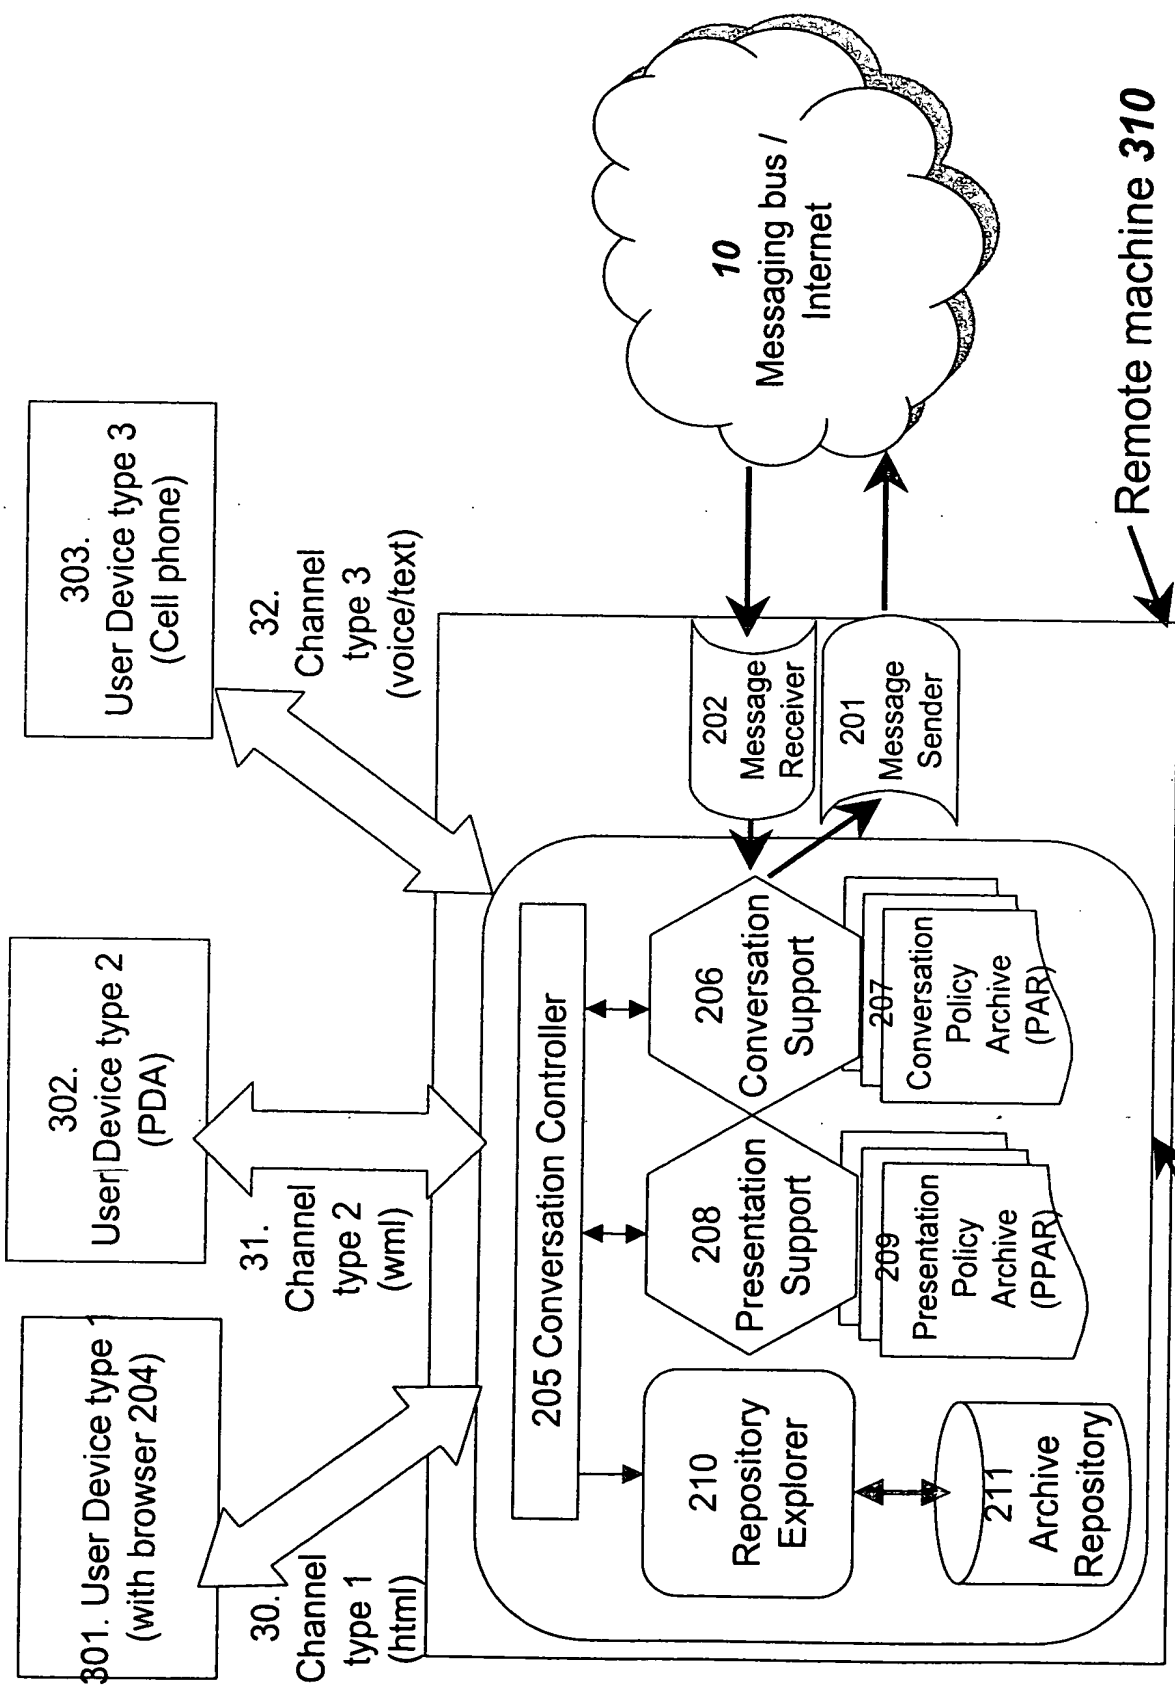 301. User Device type 1
(with browser 204)
302.
User Device type 2
(PDA)
303.
User Device type 3
(Cell phone)
30.
Channel
type 1
(html)
31.
Channel
type 2
(wml)
32.
Channel
type 3
(voice/text)
205 Conversation Controller
210
Repository
Explorer
211
Archive
Repository
208
Presentation
Support
209
Presentation
Policy
Archive
(PPAR)
206
Conversation
Support
207
Conversation
Policy
Archive
(PAR)
202
Message
Receiver
201
Message
Sender
10
Messaging bus /
Internet
Remote machine 310